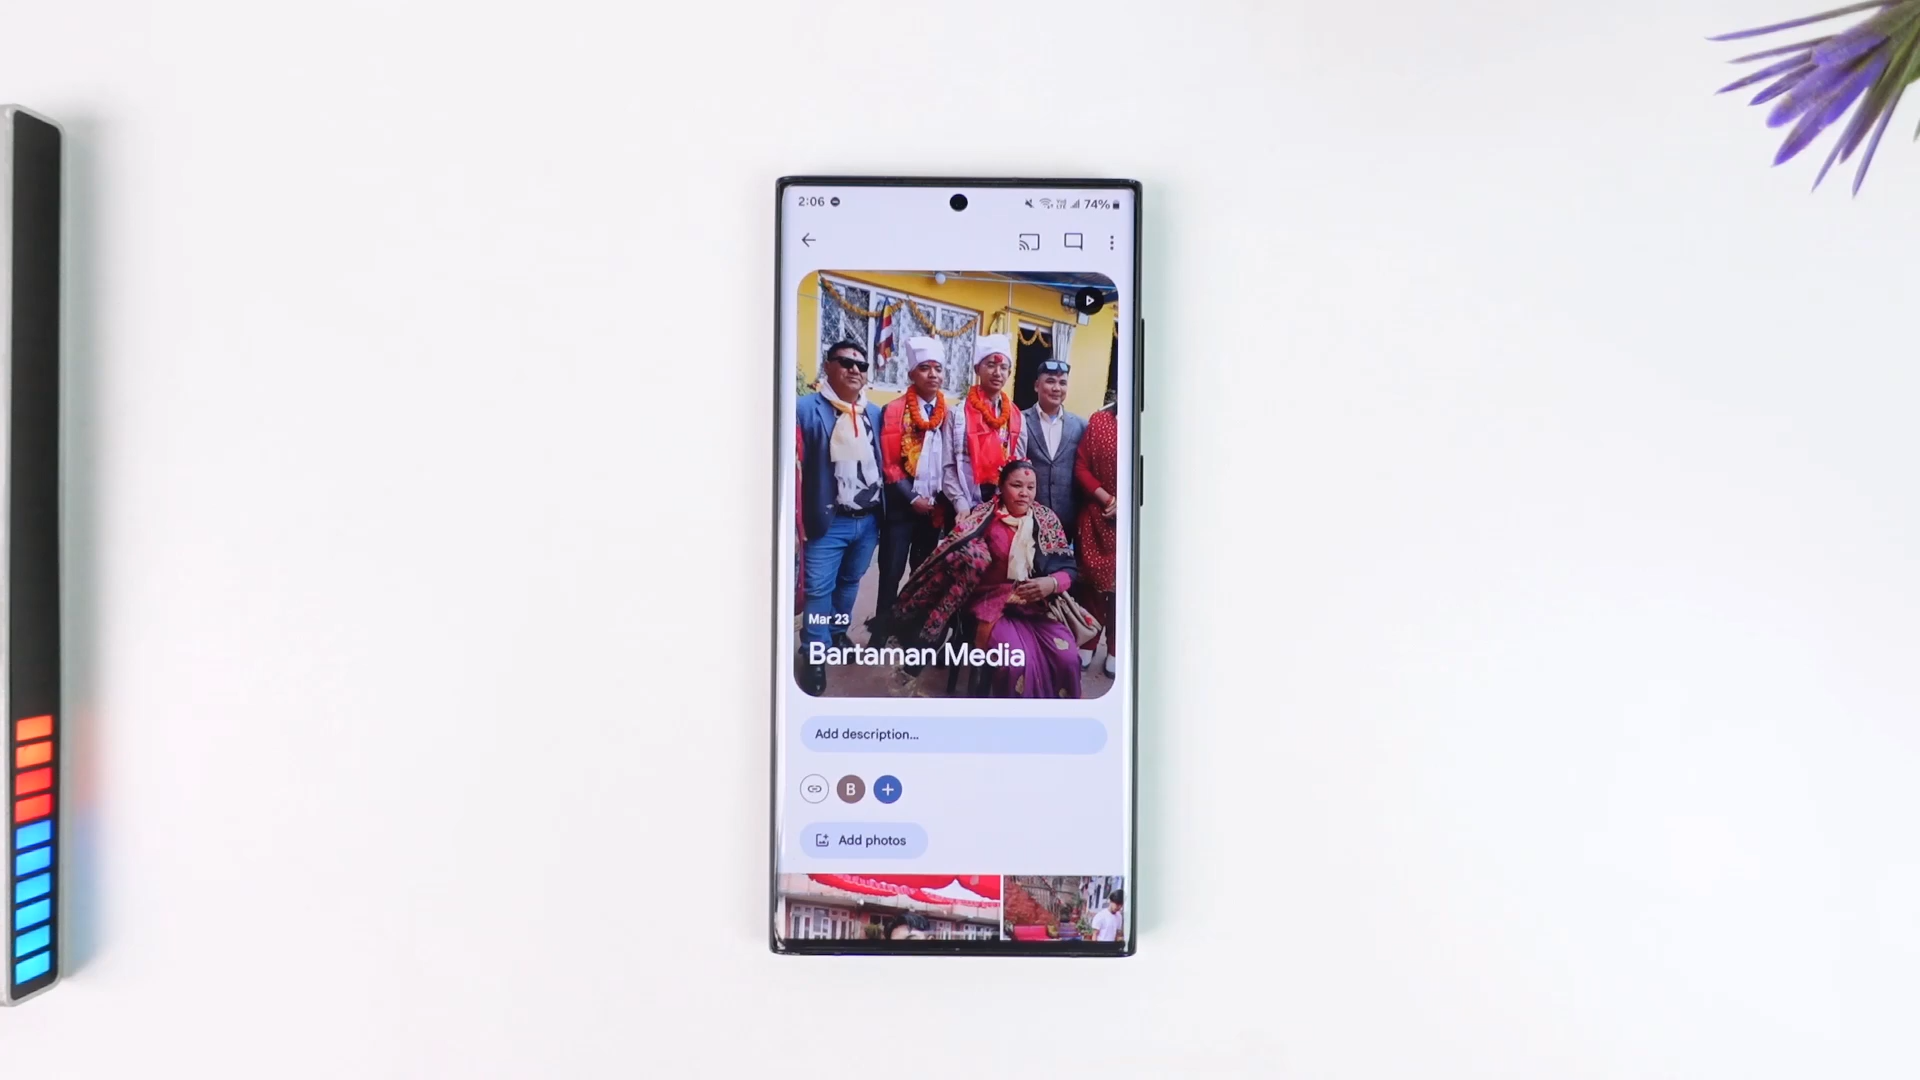 2:06
74%
Mar 23
Bartaman Media
Add description...
B
Add photos